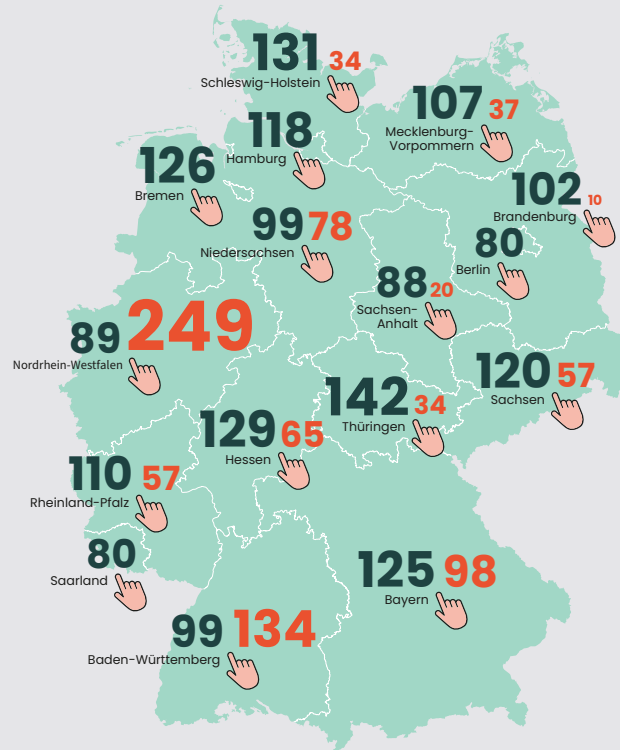 131 34
Schleswig-Holstein
107 37
Mecklenburg-
Vorpommern
118
Hamburg
126
Bremen
102 10
Brandenburg
99 78
Niedersachsen
80
Berlin
88 20
Sachsen-
Anhalt
89 249
Nordrhein-Westfalen
120 57
Sachsen
142 34
Thüringen
129 65
Hessen
110 57
Rheinland-Pfalz
80
Saarland
125 98
Bayern
99 134
Baden-Württemberg